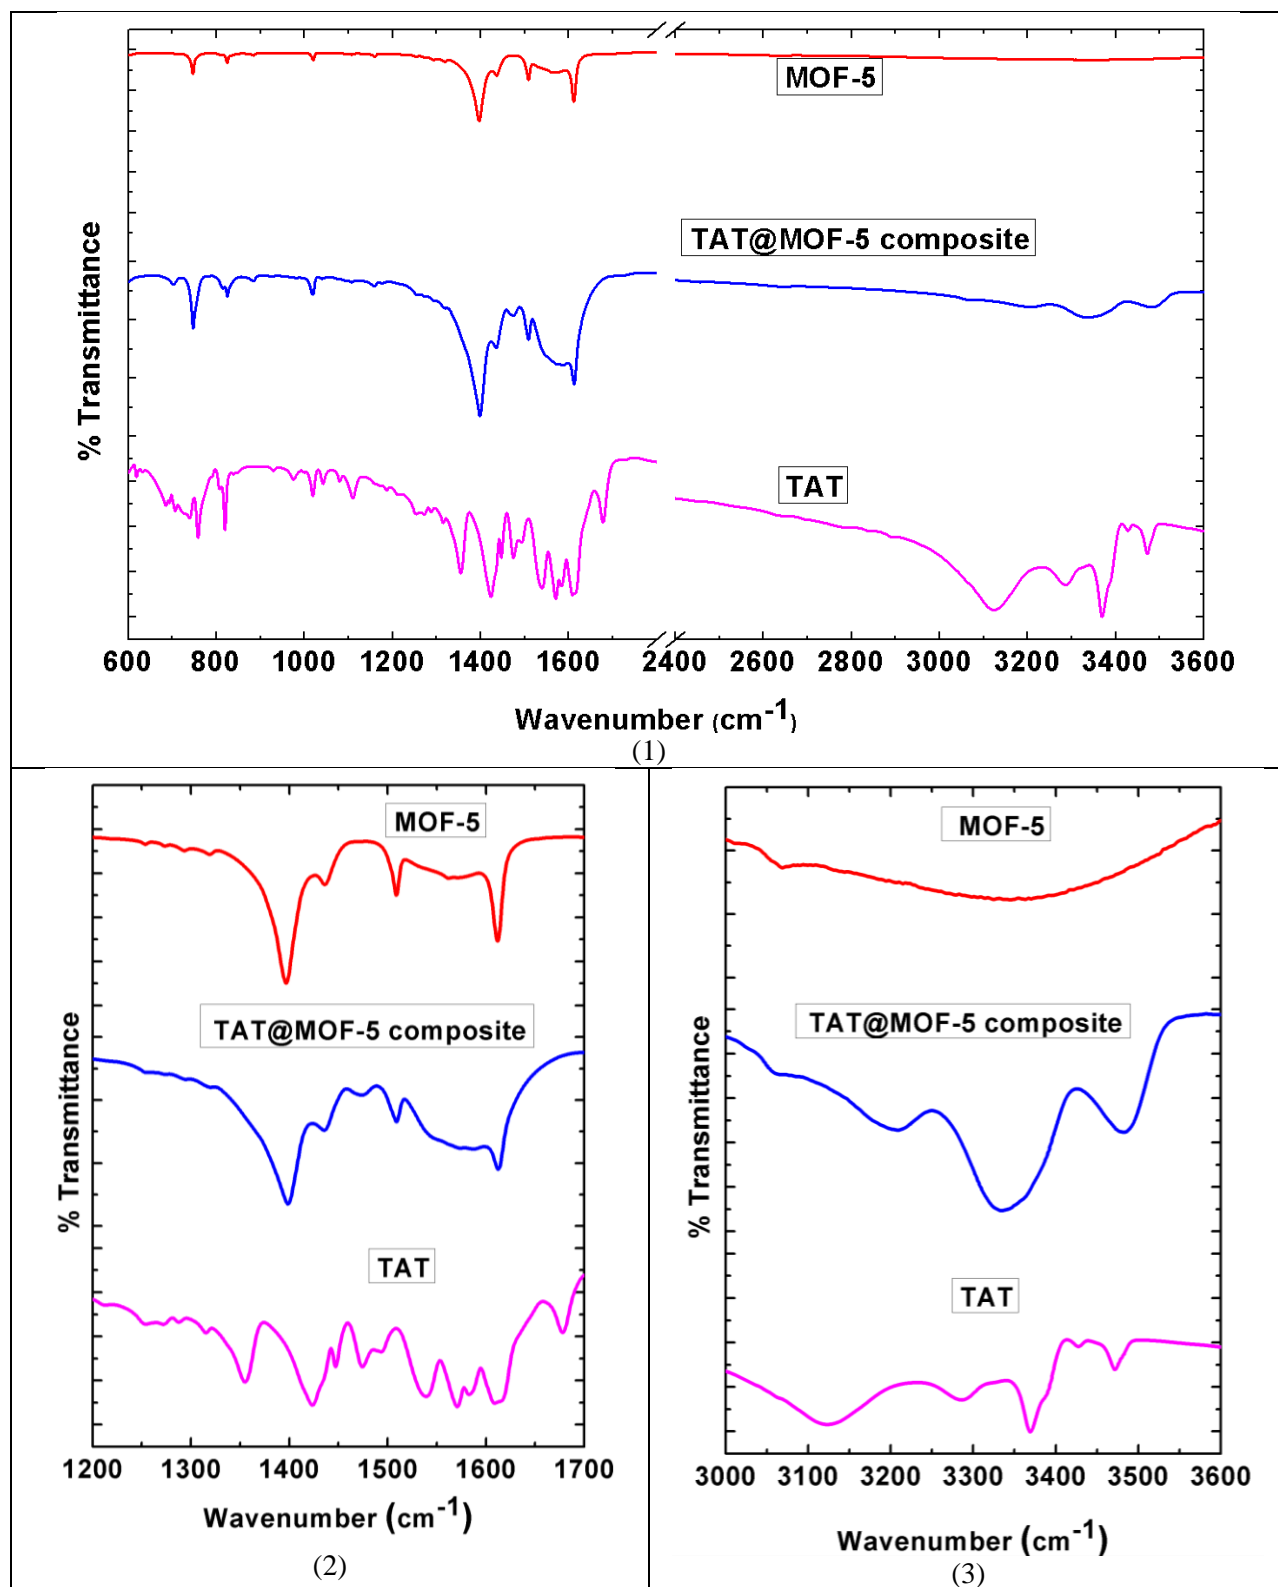 MOF-5
TAT@MOF-5 composite
TAT
% Transmittance
600 800 1000 1200 1400 1600 2400 2600 2800 3000 3200 3400 3600
Wavenumber (cm-1)
(1)
MOF-5
TAT@MOF-5 composite
TAT
% Transmittance
1200 1300 1400 1500 1600 1700
Wavenumber (cm-1)
(2)
MOF-5
TAT@MOF-5 composite
TAT
% Transmittance
3000 3100 3200 3300 3400 3500 3600
Wavenumber (cm-1)
(3)